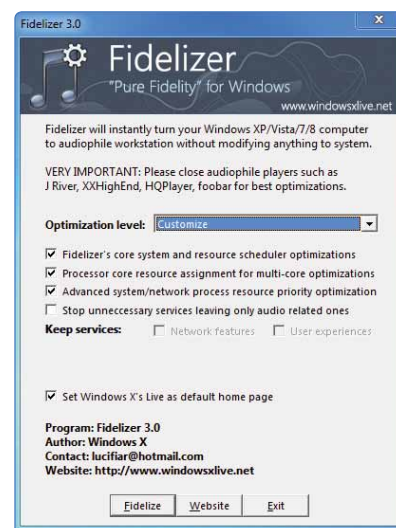 Fidelizer 3.0
X
Fidelizer
"Pure Fidelity" for Windows
www.windowsxlive.net
Fidelizer will instantly turn your Windows XP/Vista/7/8 computer
to audiophile workstation without modifying anything to system.
VERY IMPORTANT: Please close audiophile players such as
J River, XXHighEnd, HQPlayer, foobar for best optimizations.
Optimization level: Customize
Fidelizer's core system and resource scheduler optimizations
Processor core resource assignment for multi-core optimizations
Advanced system/network process resource priority optimization
Stop unneccessary services leaving only audio related ones
Keep services: Network features User experiences
Set Windows X's Live as default home page
Program: Fidelizer 3.0
Author: Windows X
Contact: lucifiar@hotmail.com
Website: http://www.windowsxlive.net
Fidelize Website Exit